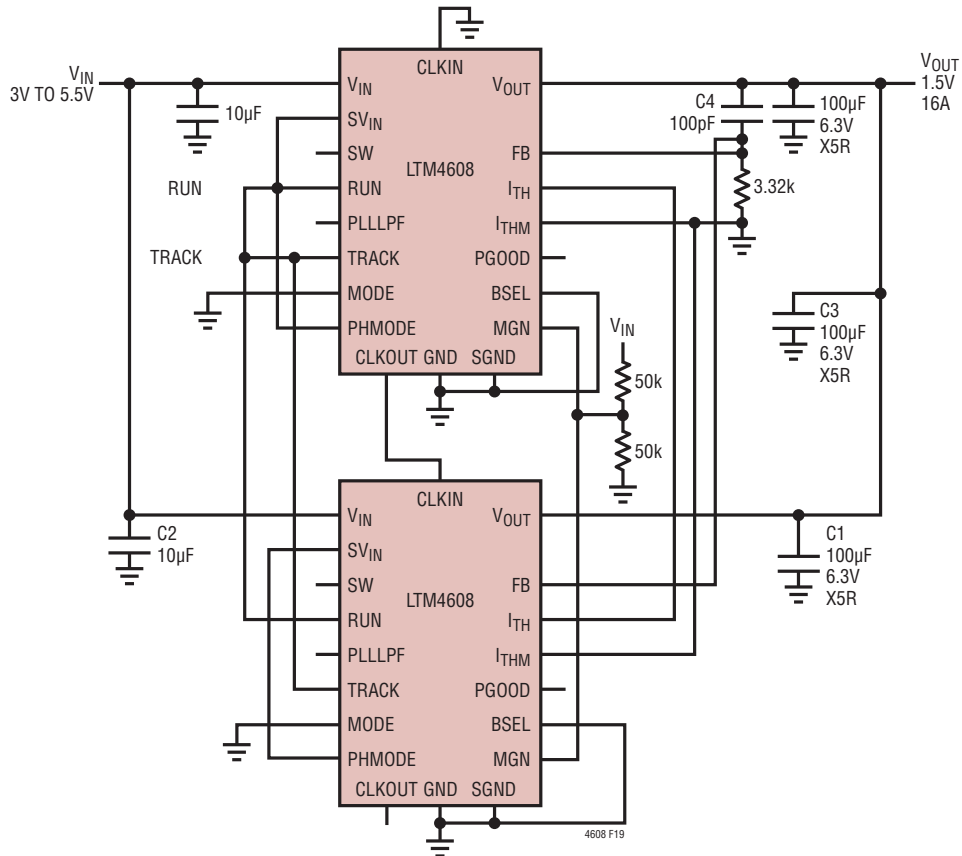 CLKIN
VIN
3V TO 5.5V
10µF
VIN
SVIN
SW
RUN
PLLLPF
TRACK
MODE
PHMODE
RUN
TRACK
LTM4608
VOUT
FB
ITH
ITHM
PGOOD
BSEL
MGN
CLKOUT GND SGND
C4
100pF
100µF
6.3V
X5R
VOUT
1.5V
16A
3.32k
C3
100µF
6.3V
X5R
VIN
50k
50k
CLKIN
C2
10µF
VIN
SVIN
SW
RUN
PLLLPF
TRACK
MODE
PHMODE
LTM4608
VOUT
FB
ITH
ITHM
PGOOD
BSEL
MGN
CLKOUT GND SGND
C1
100µF
6.3V
X5R
4608 F19